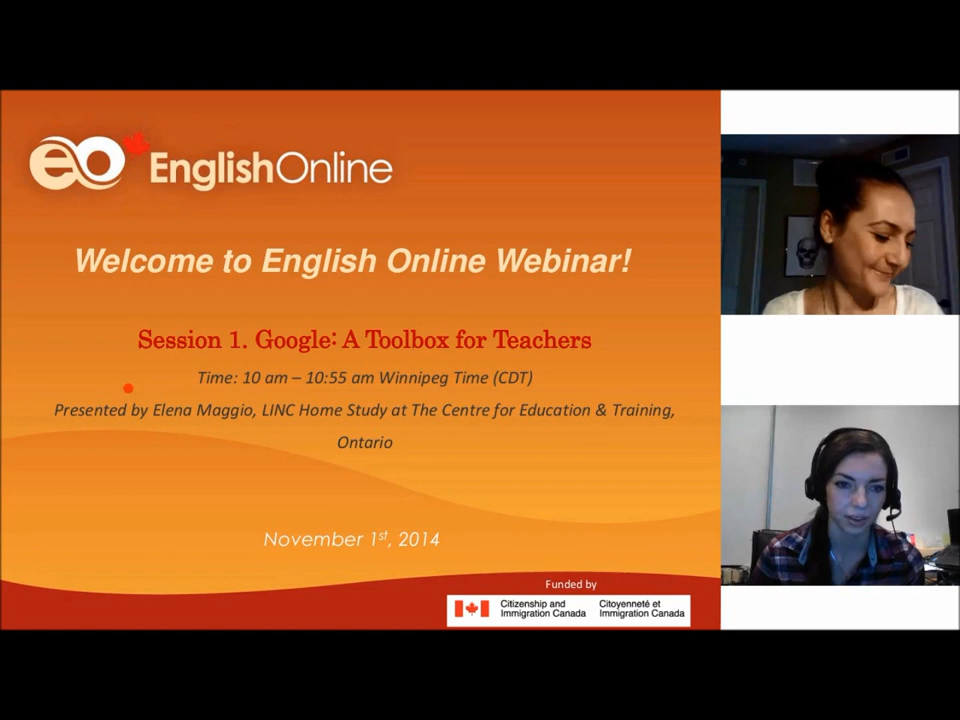 eo EnglishOnline
Welcome to English Online Webinar!
Session 1. Google: A Toolbox for Teachers
Time: 10 am – 10:55 am Winnipeg Time (CDT)
Presented by Elena Maggio, LINC Home Study at The Centre for Education & Training,
Ontario
November 1st, 2014
Funded by
Citizenship and Citoyenneté et
Immigration Canada Immigration Canada